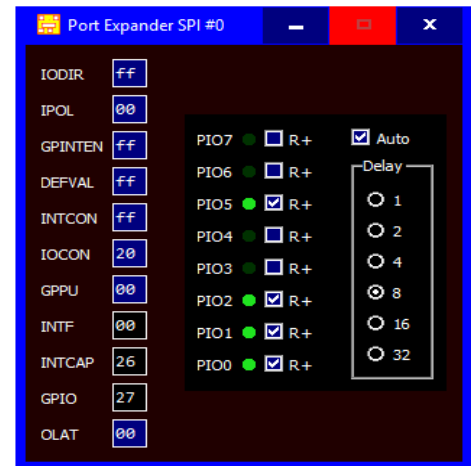 Port Expander SPI #0
IODIR ff
IPOL 00
GPINTEN ff
DEFVAL ff
INTCON ff
IOCON 20
GPPU 00
INTF 00
INTCAP 26
GPIO 27
OLAT 00
PIO7 R+
PIO6 R+
PIO5 R+
PIO4 R+
PIO3 R+
PIO2 R+
PIO1 R+
PIO0 R+
Auto
Delay
1
2
4
8
16
32